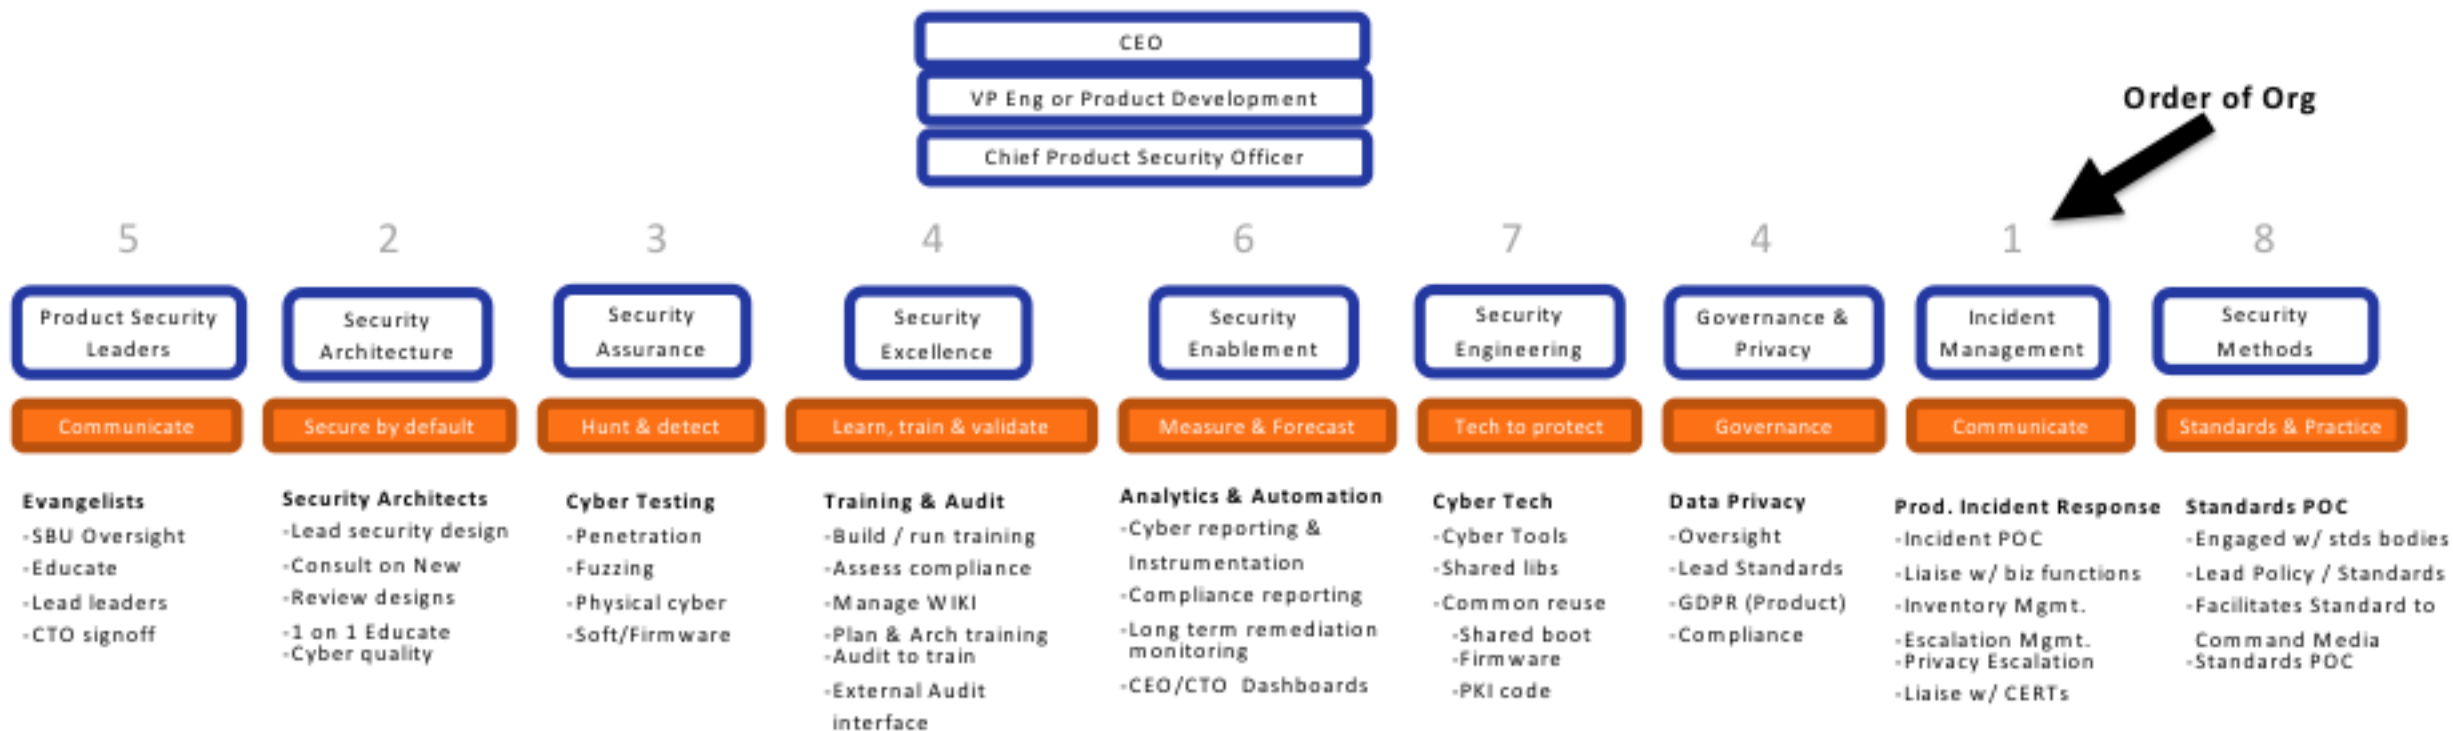 CEO
VP Eng or Product Development
Chief Product Security Officer
Order of Org
5
2
3
4
6
7
4
1
8
Product Security
Leaders
Security
Architecture
Security
Assurance
Security
Excellence
Security
Enablement
Security
Engineering
Governance &
Privacy
Incident
Management
Security
Methods
Communicate
Secure by default
Hunt & detect
Learn, train & validate
Measure & Forecast
Tech to protect
Governance
Communicate
Standards & Practice
Evangelists
-SBU Oversight
-Educate
-Lead leaders
-CTO signoff
Security Architects
-Lead security design
-Consult on New
-Review designs
-1 on 1 Educate
-Cyber quality
Cyber Testing
-Penetration
-Fuzzing
-Physical cyber
-Soft/Firmware
Training & Audit
-Build / run training
-Assess compliance
-Manage WIKI
-Plan & Arch training
-Audit to train
-External Audit
interface
Analytics & Automation
-Cyber reporting &
Instrumentation
-Compliance reporting
-Long term remediation
monitoring
-CEO/CTO Dashboards
Cyber Tech
-Cyber Tools
-Shared libs
-Common reuse
-Shared boot
-Firmware
-PKI code
Data Privacy
-Oversight
-Lead Standards
-GDPR (Product)
-Compliance
Prod. Incident Response
-Incident POC
-Liaise w/ biz functions
-Inventory Mgmt.
-Escalation Mgmt.
-Privacy Escalation
-Liaise w/ CERTs
Standards POC
-Engaged w/ stds bodies
-Lead Policy / Standards
-Facilitates Standard to
Command Media
-Standards POC